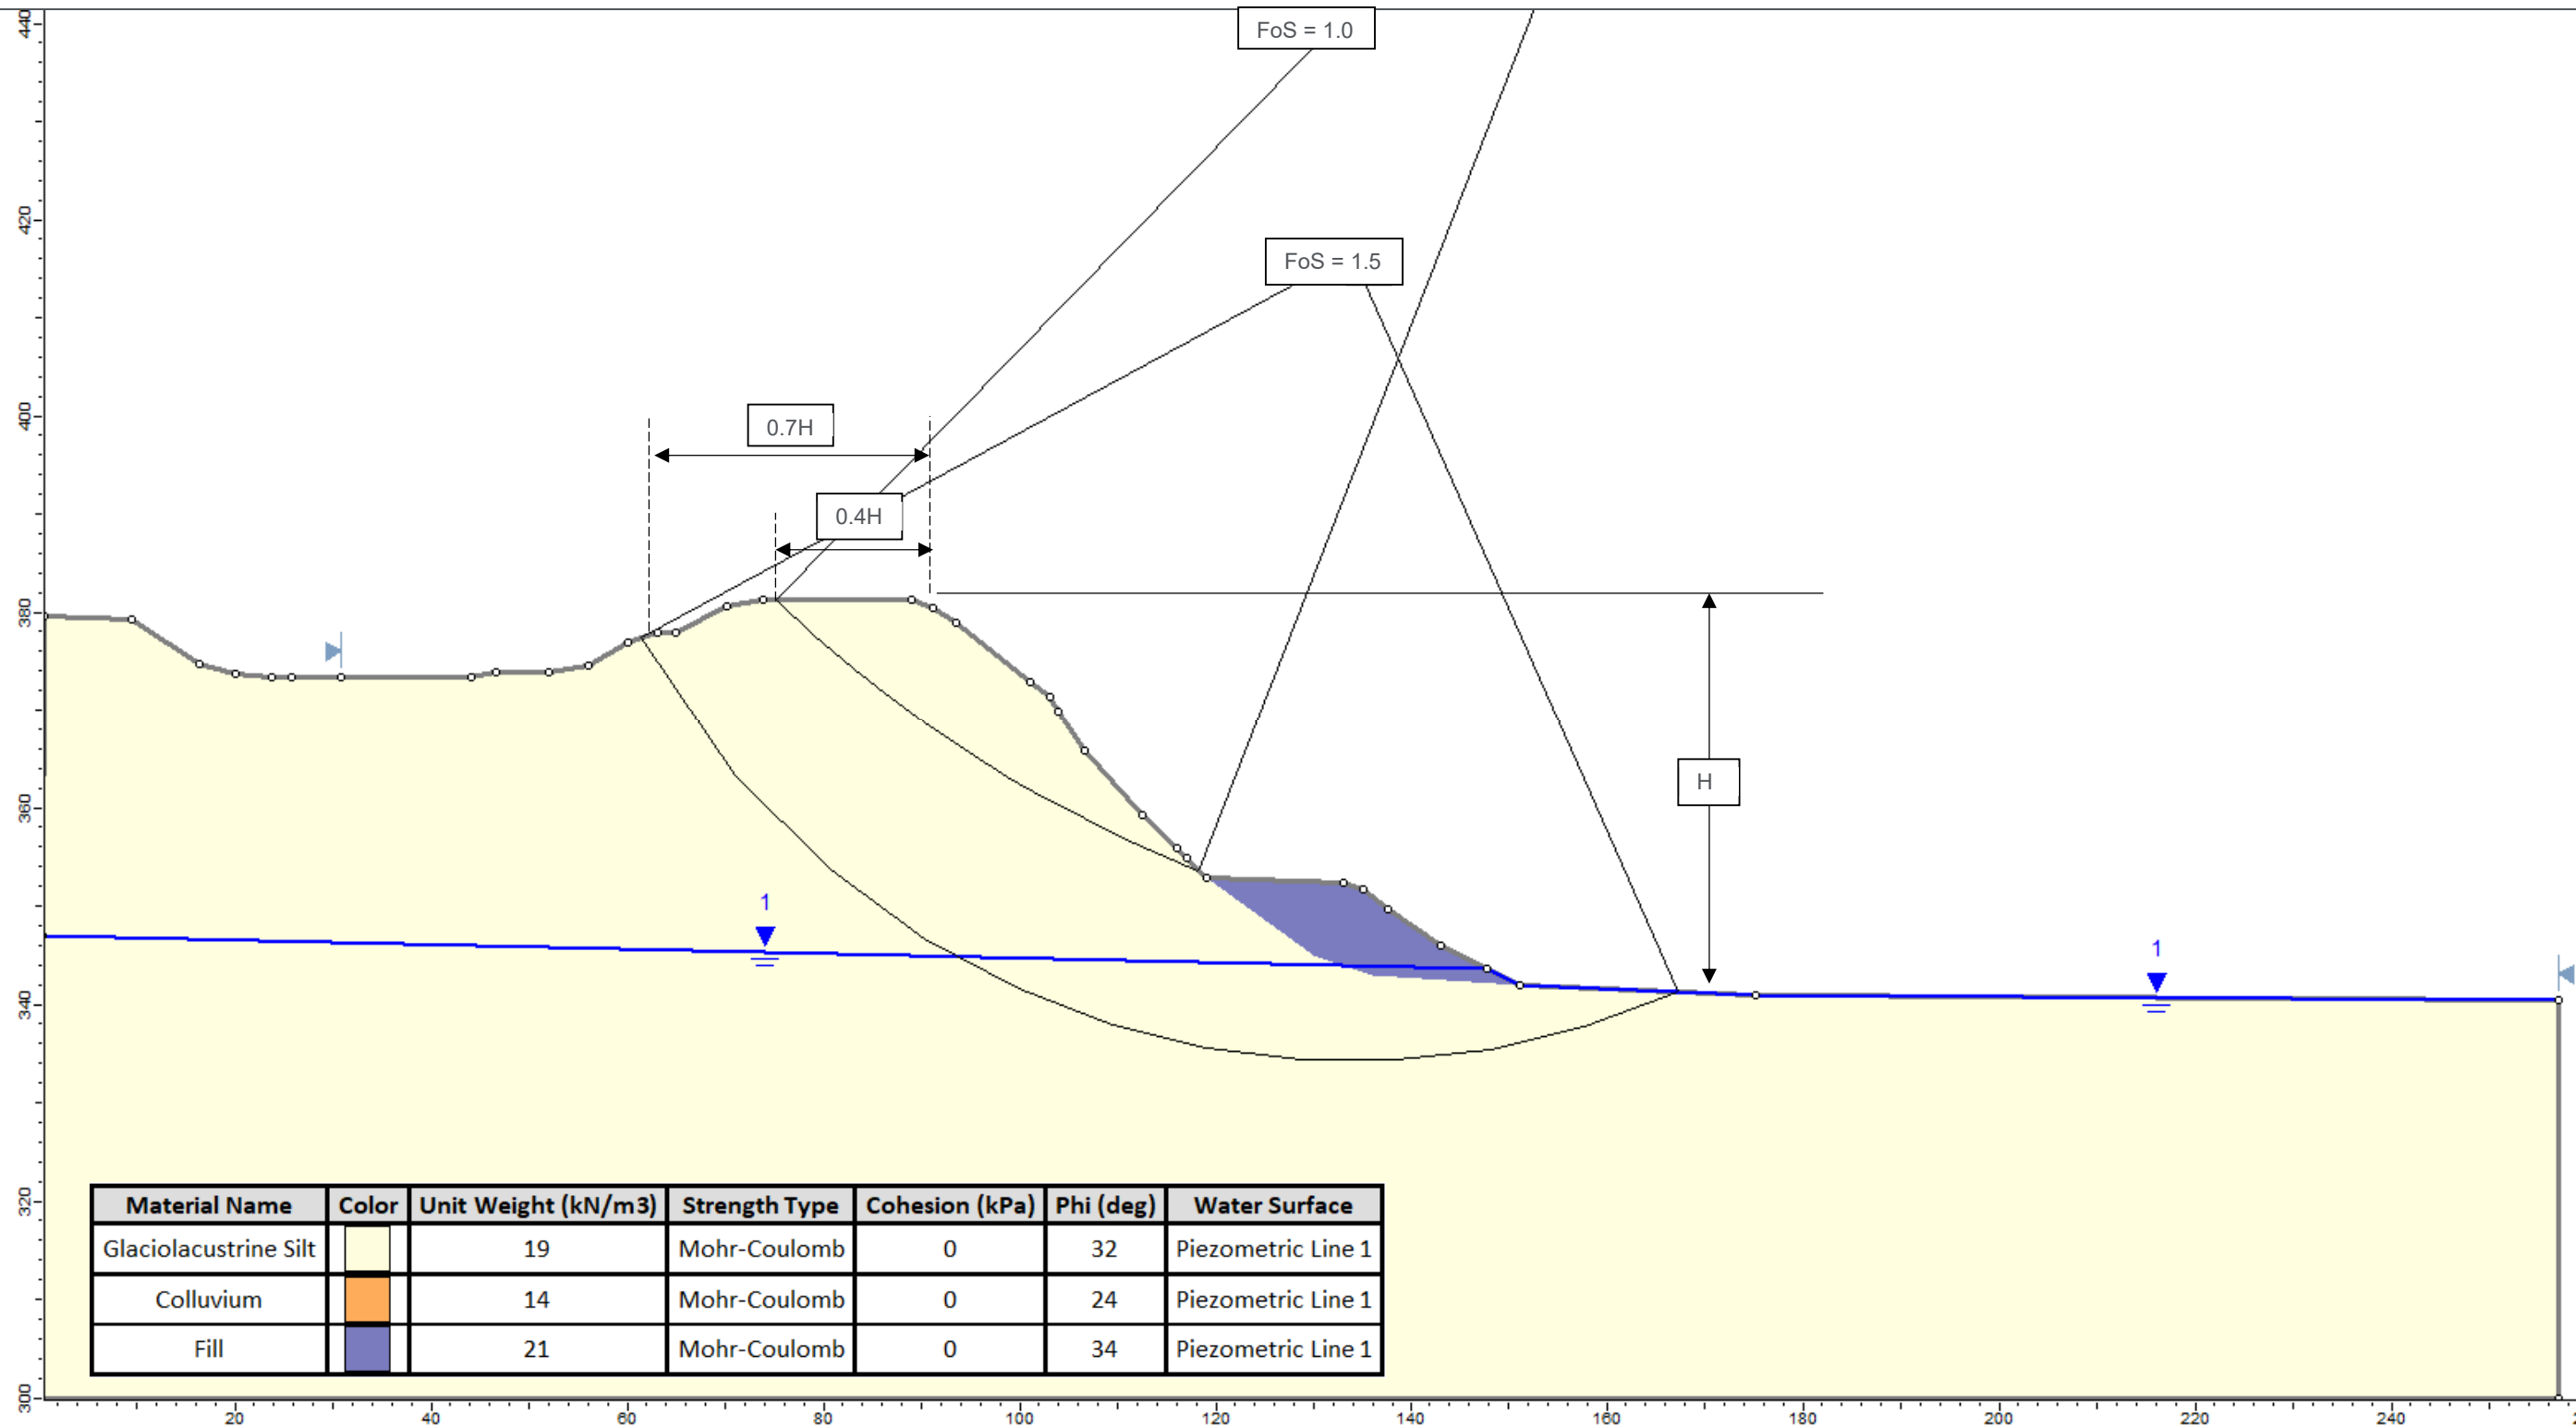 440
FoS = 1.0
420
FoS = 1.5
400
0.7H
0.4H
380
H
360
1
1
340
320
Material Name Color Unit Weight (kN/m3) Strength Type Cohesion (kPa) Phi (deg) Water Surface
Glaciolacustrine Silt 19 Mohr-Coulomb 0 32 Piezometric Line 1
Colluvium 14 Mohr-Coulomb 0 24 Piezometric Line 1
Fill 21 Mohr-Coulomb 0 34 Piezometric Line 1
300
20 40 60 80 100 120 140 160 180 200 220 240